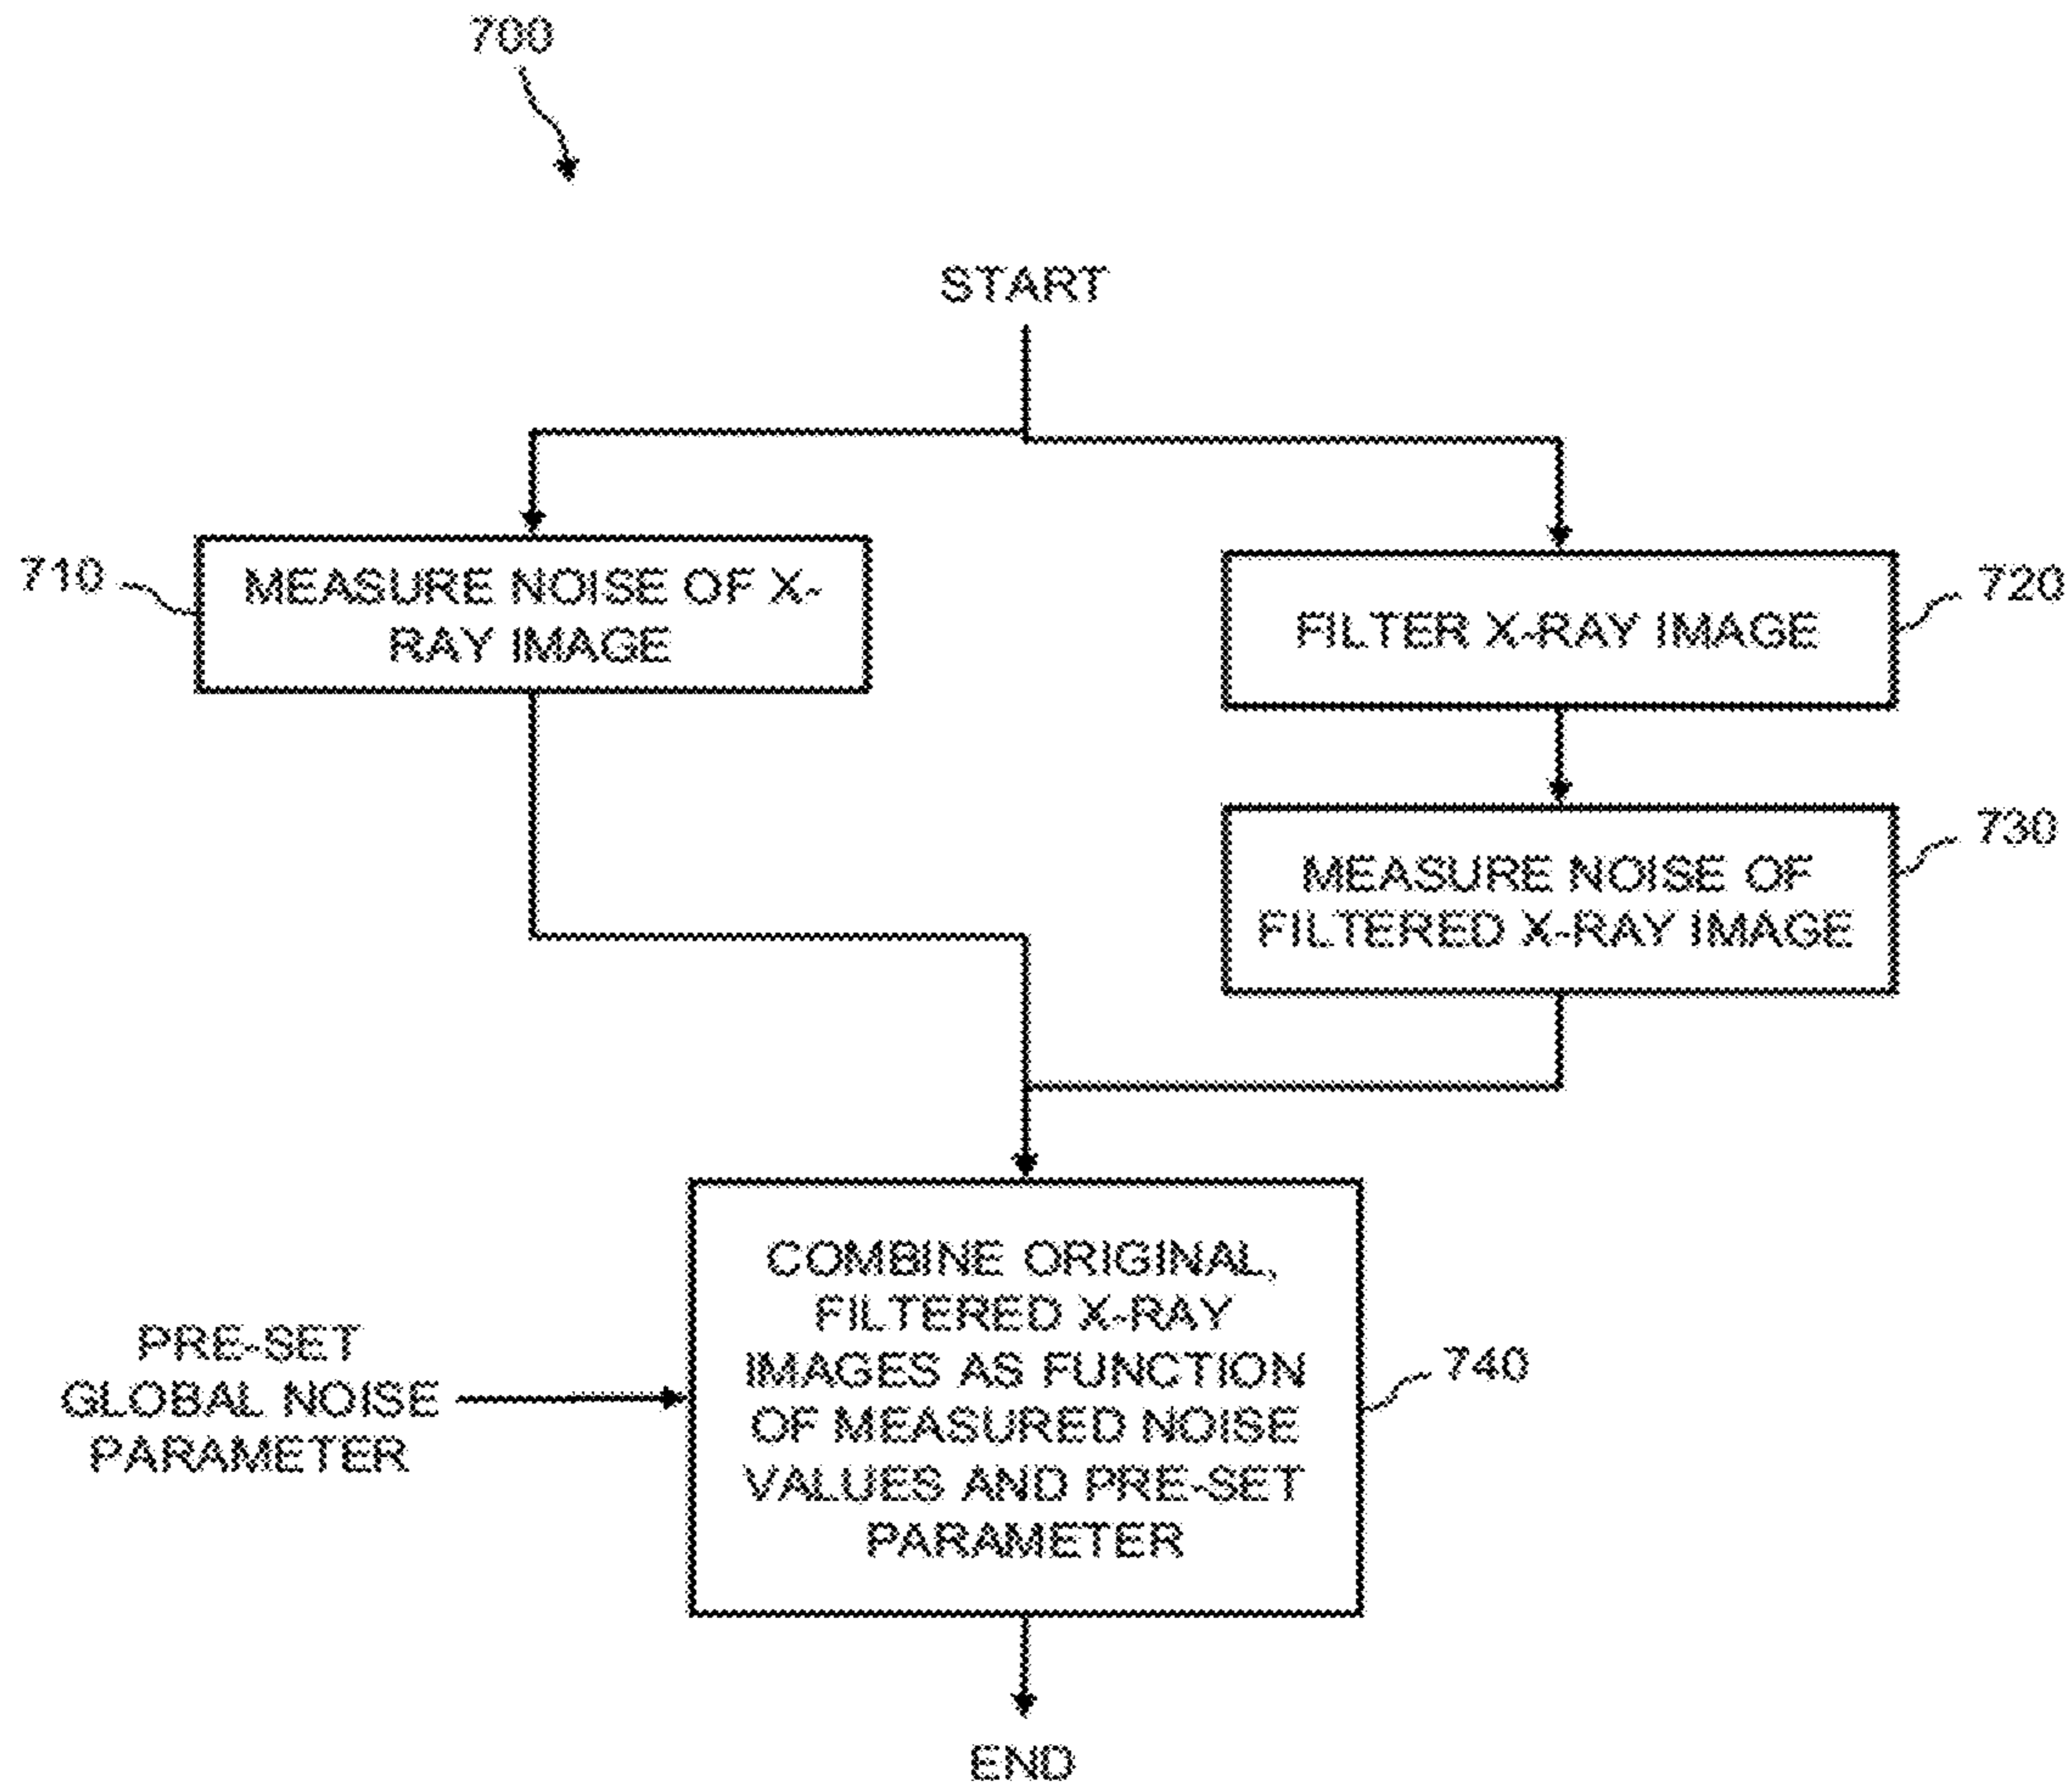 700
START
710
MEASURE NOISE OF X-
RAY IMAGE
FILTER X-RAY IMAGE
720
MEASURE NOISE OF
FILTERED X-RAY IMAGE
730
PRE-SET
GLOBAL NOISE
PARAMETER
COMBINE ORIGINAL,
FILTERED X-RAY
IMAGES AS FUNCTION
OF MEASURED NOISE
VALUES AND PRE-SET
PARAMETER
740
END